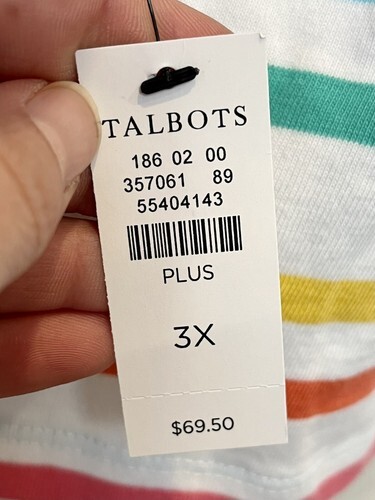 TALBOTS
186 02 00
357061 89
55404143
PLUS
3X
$69.50